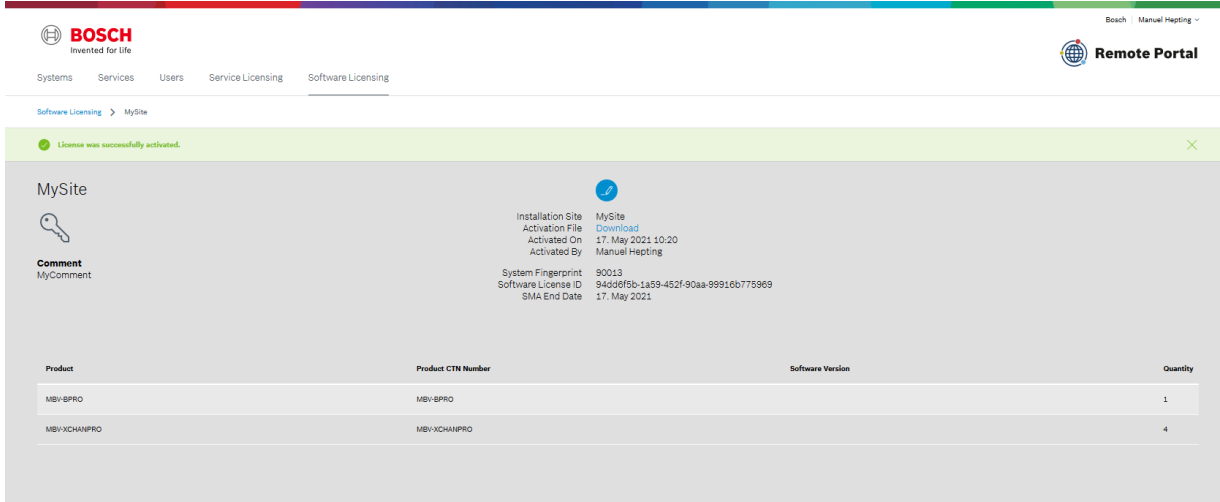 Bosch | Manuel Hepting
BOSCH
Invented for life
Remote Portal
Systems Services Users Service Licensing Software Licensing
Software Licensing > MySite
License was successfully activated.
MySite
Installation Site MySite
Activation File Download
Activated On 17. May 2021 10:20
Activated By Manuel Hepting
Comment
MyComment
System Fingerprint 90013
Software License ID 94dd6f5b-1a59-452f-90aa-99916b775969
SMA End Date 17. May 2021
Product Product CTN Number Software Version Quantity
MBV-BPRO MBV-BPRO 1
MBV-XCHANPRO MBV-XCHANPRO 4